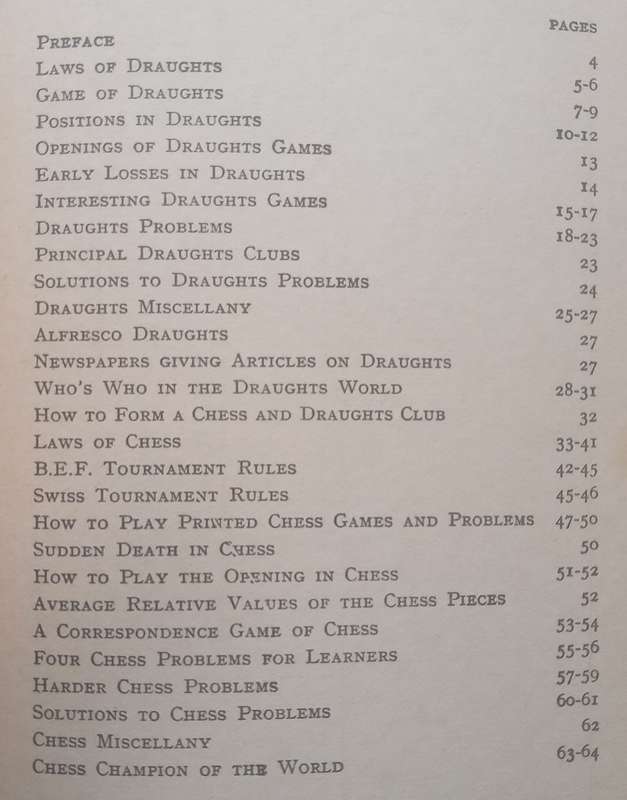 PAGES
PREFACE 4
LAWS OF DRAUGHTS 5-6
GAME OF DRAUGHTS 7-9
POSITIONS IN DRAUGHTS 10-12
OPENINGS OF DRAUGHTS GAMES 13
EARLY LOSSES IN DRAUGHTS 14
INTERESTING DRAUGHTS GAMES 15-17
DRAUGHTS PROBLEMS 18-23
PRINCIPAL DRAUGHTS CLUBS 23
SOLUTIONS TO DRAUGHTS PROBLEMS 24
DRAUGHTS MISCELLANY 25-27
ALFRESCO DRAUGHTS 27
NEWSPAPERS GIVING ARTICLES ON DRAUGHTS 27
WHO'S WHO IN THE DRAUGHTS WORLD 28-31
HOW TO FORM A CHESS AND DRAUGHTS CLUB 32
LAWS OF CHESS 33-41
B.E.F. TOURNAMENT RULES 42-45
SWISS TOURNAMENT RULES 45-46
HOW TO PLAY PRINTED CHESS GAMES AND PROBLEMS 47-50
SUDDEN DEATH IN CHESS 50
HOW TO PLAY THE OPENING IN CHESS 51-52
AVERAGE RELATIVE VALUES OF THE CHESS PIECES 52
A CORRESPONDENCE GAME OF CHESS 53-54
FOUR CHESS PROBLEMS FOR LEARNERS 55-56
HARDER CHESS PROBLEMS 57-59
SOLUTIONS TO CHESS PROBLEMS 60-61
CHESS MISCELLANY 62
CHESS CHAMPION OF THE WORLD 63-64